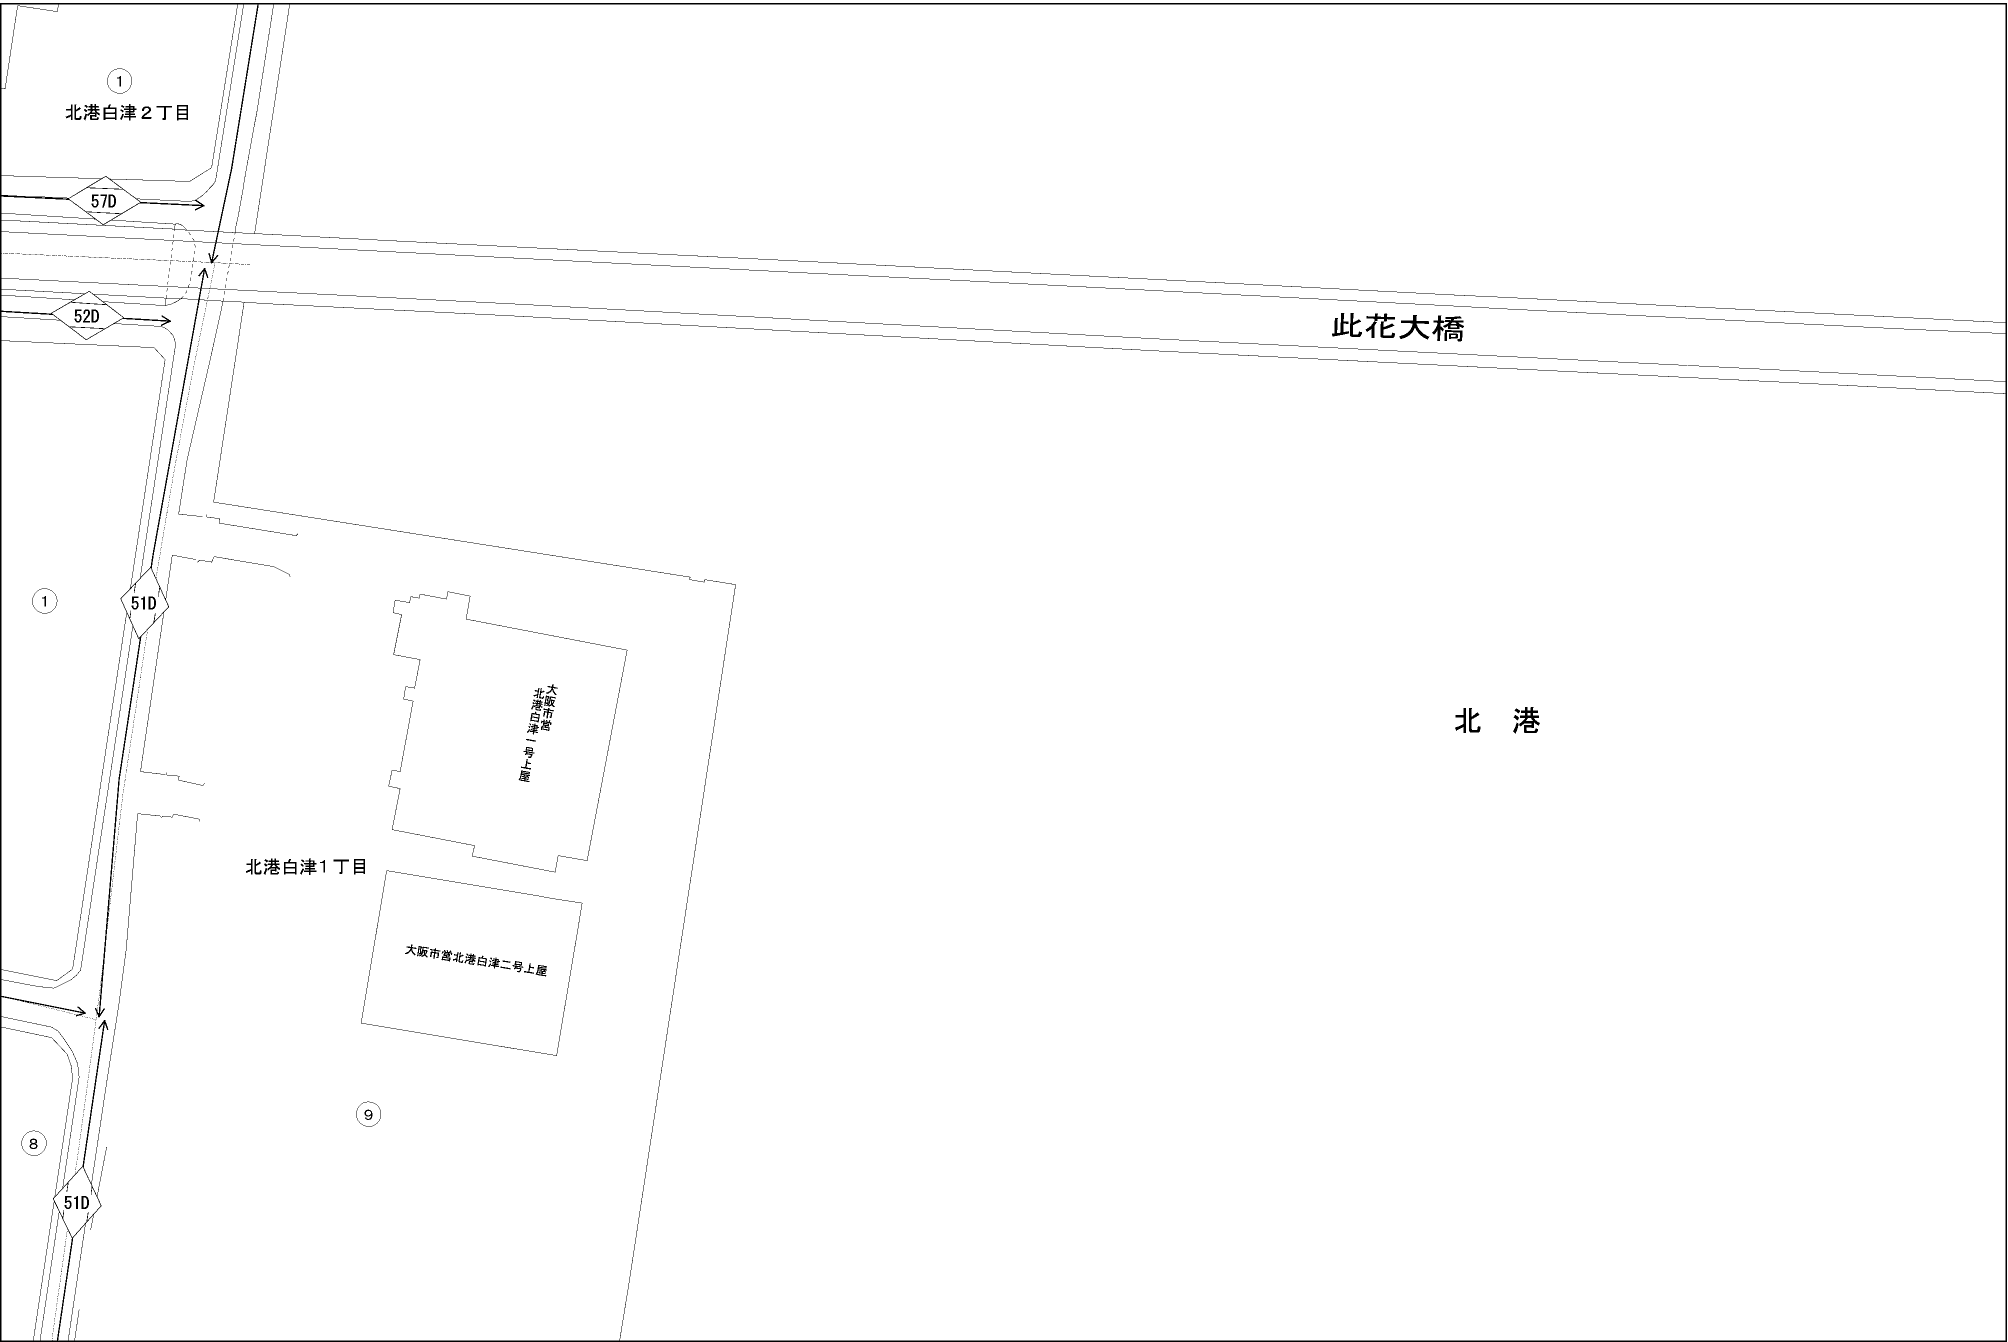 ①
北港白津２丁目
57D
52D
此花大橋
①
51D
大阪市営
北港白津一号上屋
北　港
北港白津１丁目
大阪市営北港白津二号上屋
⑨
⑧
51D